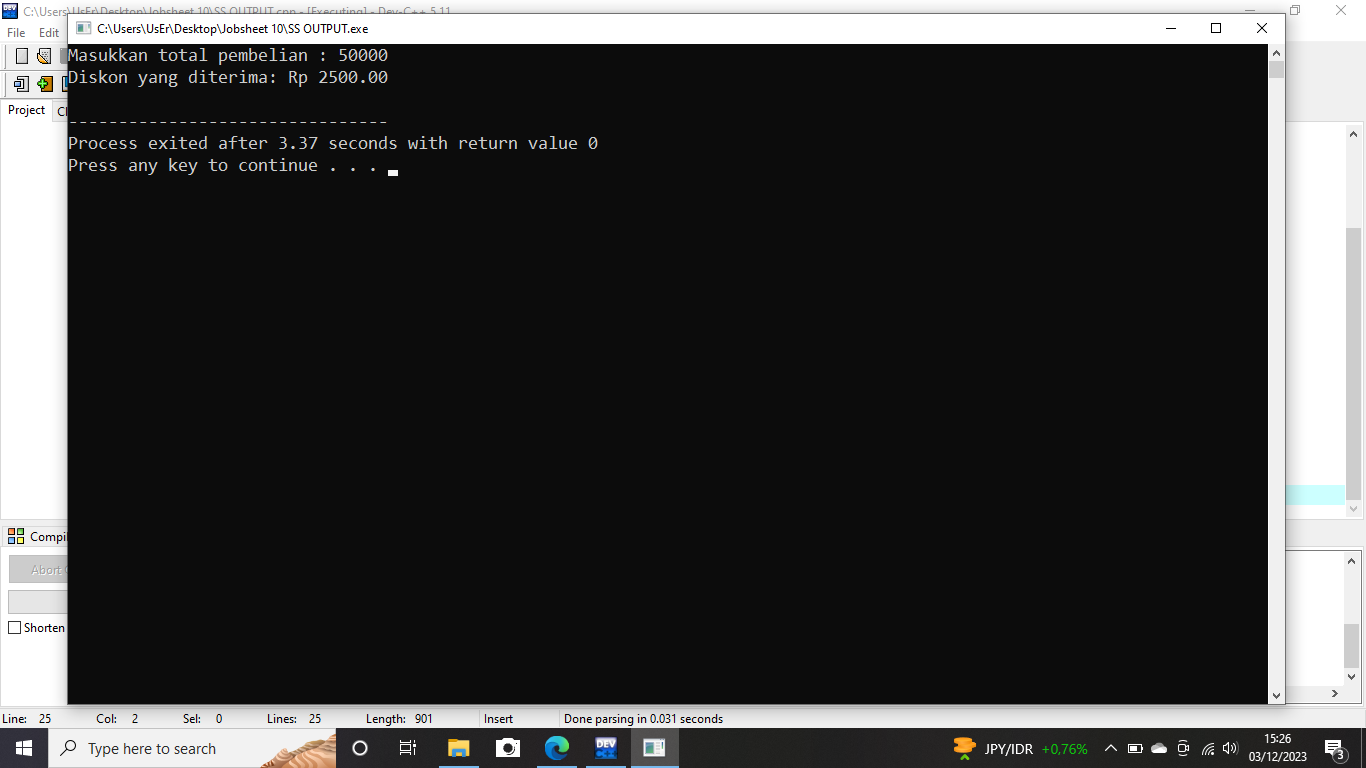 C:\Users\UsEr\Desktop\Jobsheet 10\SS OUTPUT.cpp - [Executing] - Dev-C++ 5.11
C:\Users\UsEr\Desktop\Jobsheet 10\SS OUTPUT.exe
File Edit
Masukkan total pembelian : 50000
Diskon yang diterima: Rp 2500.00
Project Cl
--------------------------------
Process exited after 3.37 seconds with return value 0
Press any key to continue . . .
Compil
Abort
Shorten
Line: 25 Col: 2 Sel: 0 Lines: 25 Length: 901 Insert Done parsing in 0.031 seconds
Type here to search
DEV
JPY/IDR +0,76%
15:26
03/12/2023
3